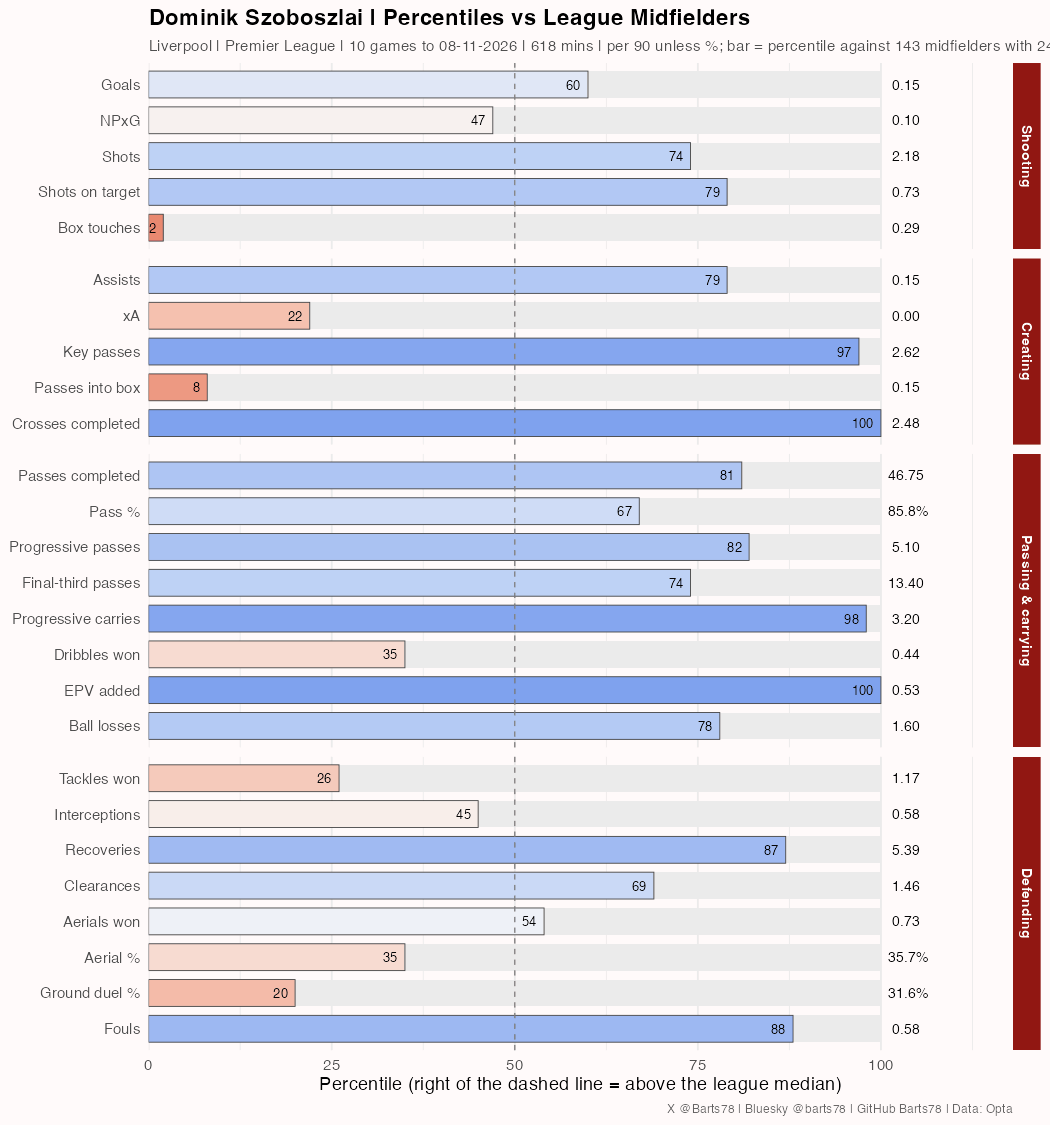 Dominik Szoboszlai | Percentiles vs League Midfielders
Liverpool | Premier League | 10 games to 08-11-2026 | 618 mins | per 90 unless %; bar = percentile against 143 midfielders with 24
Goals 60 0.15
NPxG 47 0.10
Shots 74 2.18
Shots on target 79 0.73
Box touches 2 0.29
Shooting
Assists 79 0.15
xA 22 0.00
Key passes 97 2.62
Passes into box 8 0.15
Crosses completed 100 2.48
Creating
Passes completed 81 46.75
Pass % 67 85.8%
Progressive passes 82 5.10
Final-third passes 74 13.40
Progressive carries 98 3.20
Dribbles won 35 0.44
EPV added 100 0.53
Ball losses 78 1.60
Passing & carrying
Tackles won 26 1.17
Interceptions 45 0.58
Recoveries 87 5.39
Clearances 69 1.46
Aerials won 54 0.73
Aerial % 35 35.7%
Ground duel % 20 31.6%
Fouls 88 0.58
Defending
0 25 50 75 100
Percentile (right of the dashed line = above the league median)
X @Barts78 | Bluesky @barts78 | GitHub Barts78 | Data: Opta